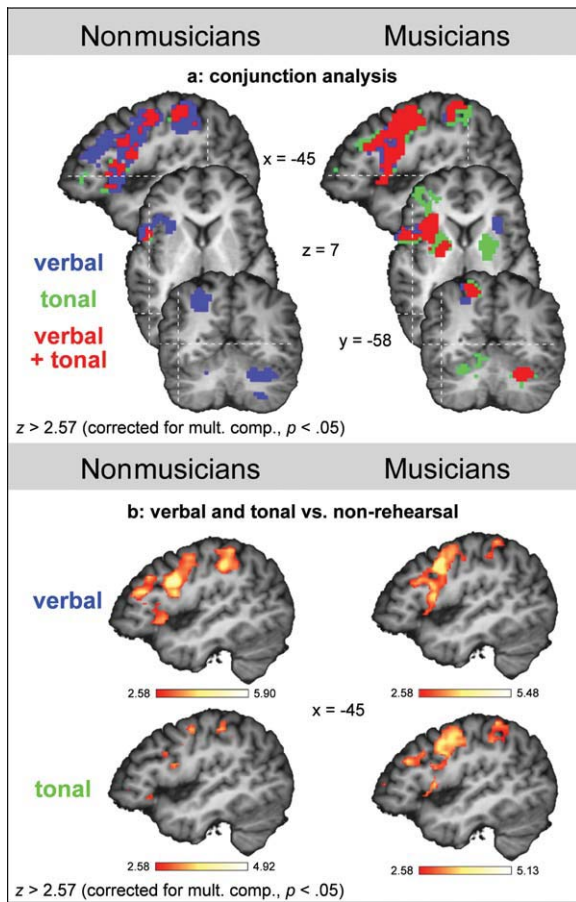 Nonmusicians Musicians
a: conjunction analysis
x = -45
z = 7
verbal
tonal
verbal
+ tonal
y = -58
z > 2.57 (corrected for mult. comp., p < .05)
Nonmusicians Musicians
b: verbal and tonal vs. non-rehearsal
verbal
2.58 5.90 2.58 5.48
x = -45
tonal
2.58 4.92 2.58 5.13
z > 2.57 (corrected for mult. comp., p < .05)